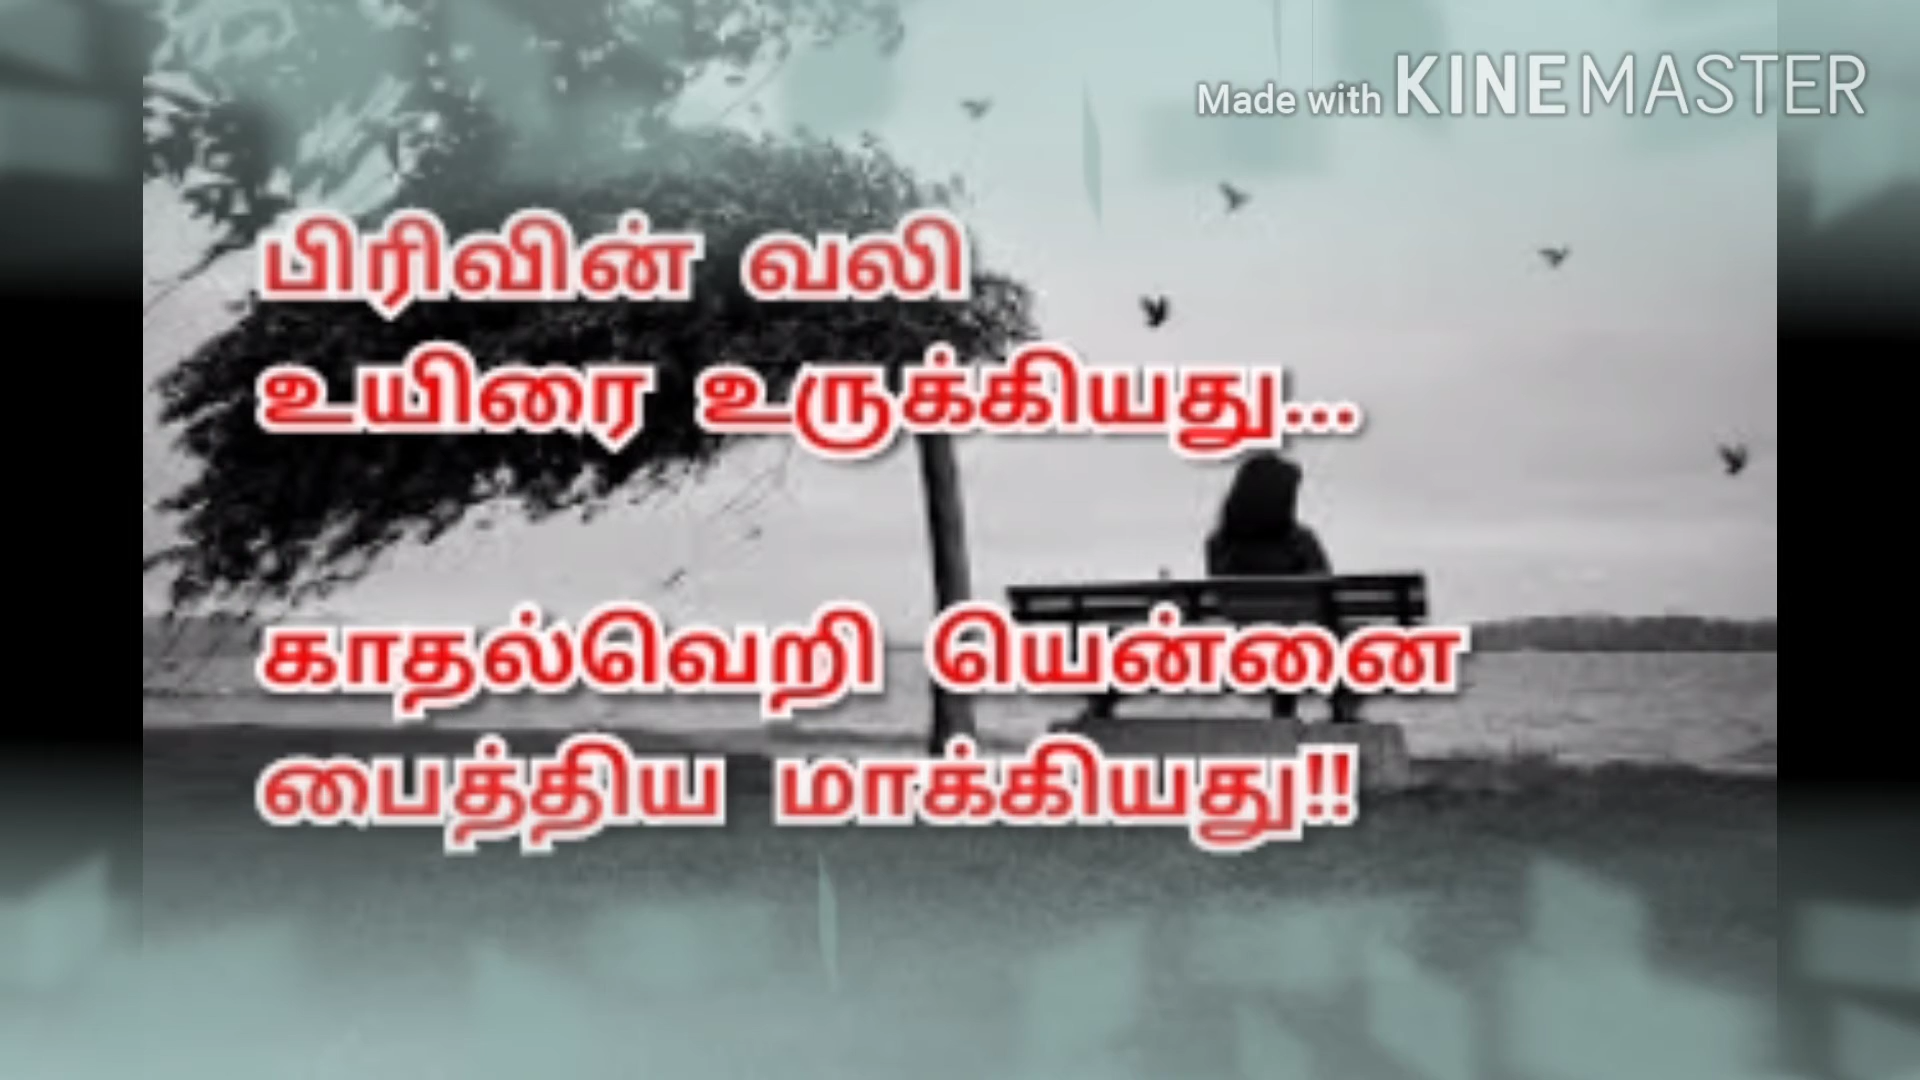 Made with KINEMASTER
பிரிவின் வலி
உயிரை உருக்கியது...
காதல்வெறி யென்னை
பைத்திய மாக்கியது!!